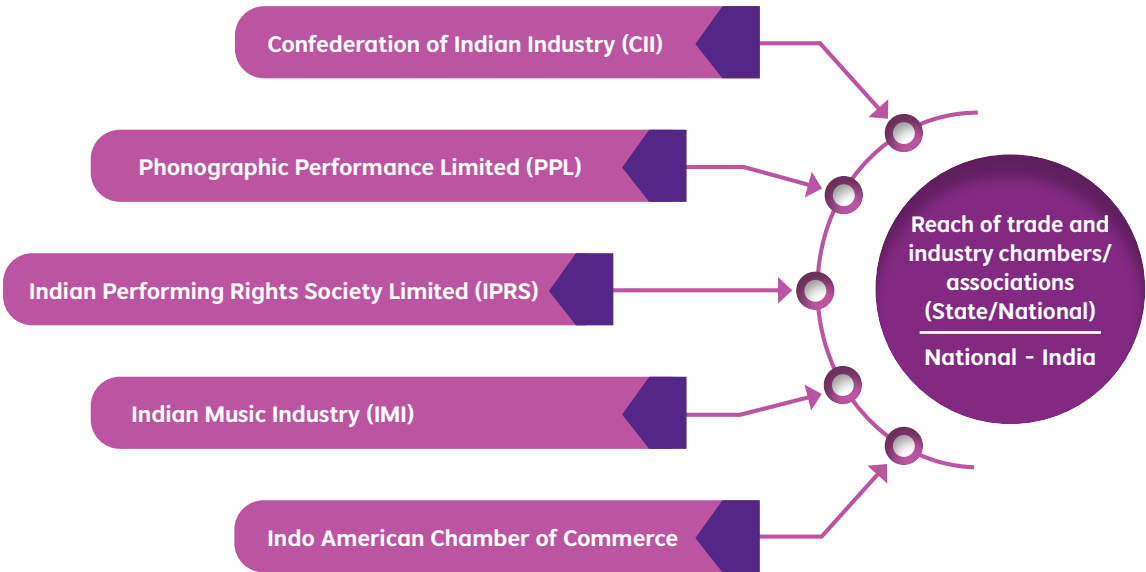 Confederation of Indian Industry (CII)
Phonographic Performance Limited (PPL)
Indian Performing Rights Society Limited (IPRS)
Indian Music Industry (IMI)
Indo American Chamber of Commerce
Reach of trade and
industry chambers/
associations
(State/National)
National - India